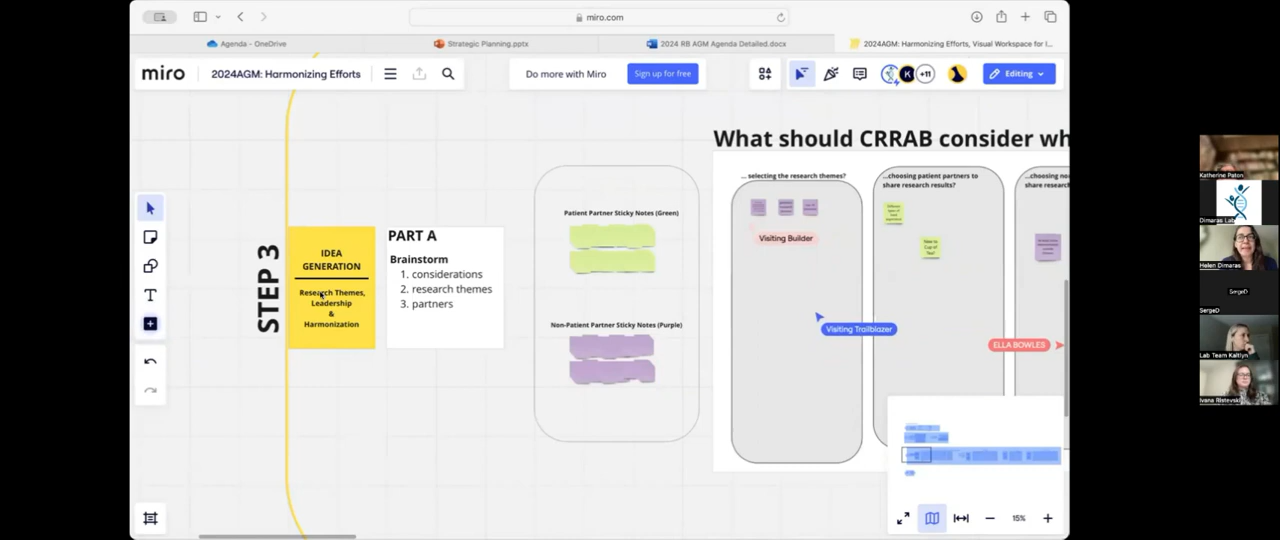 miro.com
Agenda - OneDrive
Strategic Planning.pptx
2024 RB AGM Agenda Detailed.docx
2024AGM: Harmonizing Efforts, Visual Workspace for I...
miro
2024AGM: Harmonizing Efforts
Do more with Miro
Sign up for free
K
+11
Editing
What should CRRAB consider wh
... selecting the research themes?
...choosing patient partners to
share research results?
...choosing no
share resear
Patient Partner Sticky Notes (Green)
Visiting Builder
STEP 3
IDEA
GENERATION
Research Themes,
Leadership
&
Harmonization
PART A
Brainstorm
1. considerations
2. research themes
3. partners
Non-Patient Partner Sticky Notes (Purple)
Visiting Trailblazer
ELLA BOWLES
15%
Katherine Paton
Dimaras Lab
Helen Dimaras
SergeD
SergeD
Lab Team Kaitlyn
Ivana Ristevski